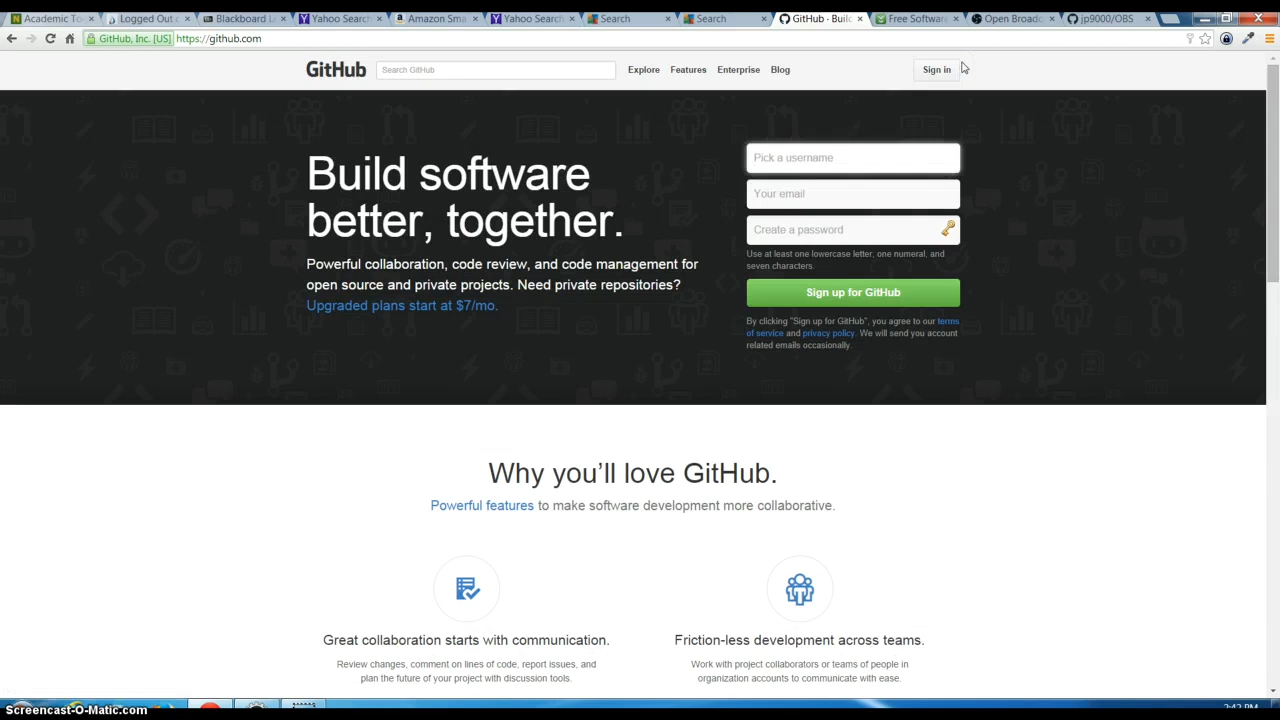 Academic To
Logged Out o
Blackboard L
Yahoo Search
Amazon Sma
Yahoo Search
Search
Search
GitHub · Buil
Free Software
Open Broadc
jp9000/OBS
GitHub, Inc. [US] https://github.com
GitHub
Search GitHub
Explore Features Enterprise Blog
Sign in
Build software
better, together.
Powerful collaboration, code review, and code management for
open source and private projects. Need private repositories?
Upgraded plans start at $7/mo.
Pick a username
Your email
Create a password
Use at least one lowercase letter, one numeral, and
seven characters.
Sign up for GitHub
By clicking "Sign up for GitHub", you agree to our terms
of service and privacy policy. We will send you account
related emails occasionally.
Why you’ll love GitHub.
Powerful features to make software development more collaborative.
Great collaboration starts with communication.
Review changes, comment on lines of code, report issues, and
plan the future of your project with discussion tools.
Friction-less development across teams.
Work with project collaborators or teams of people in
organization accounts to communicate with ease.
Screencast-O-Matic.com
2:42 PM